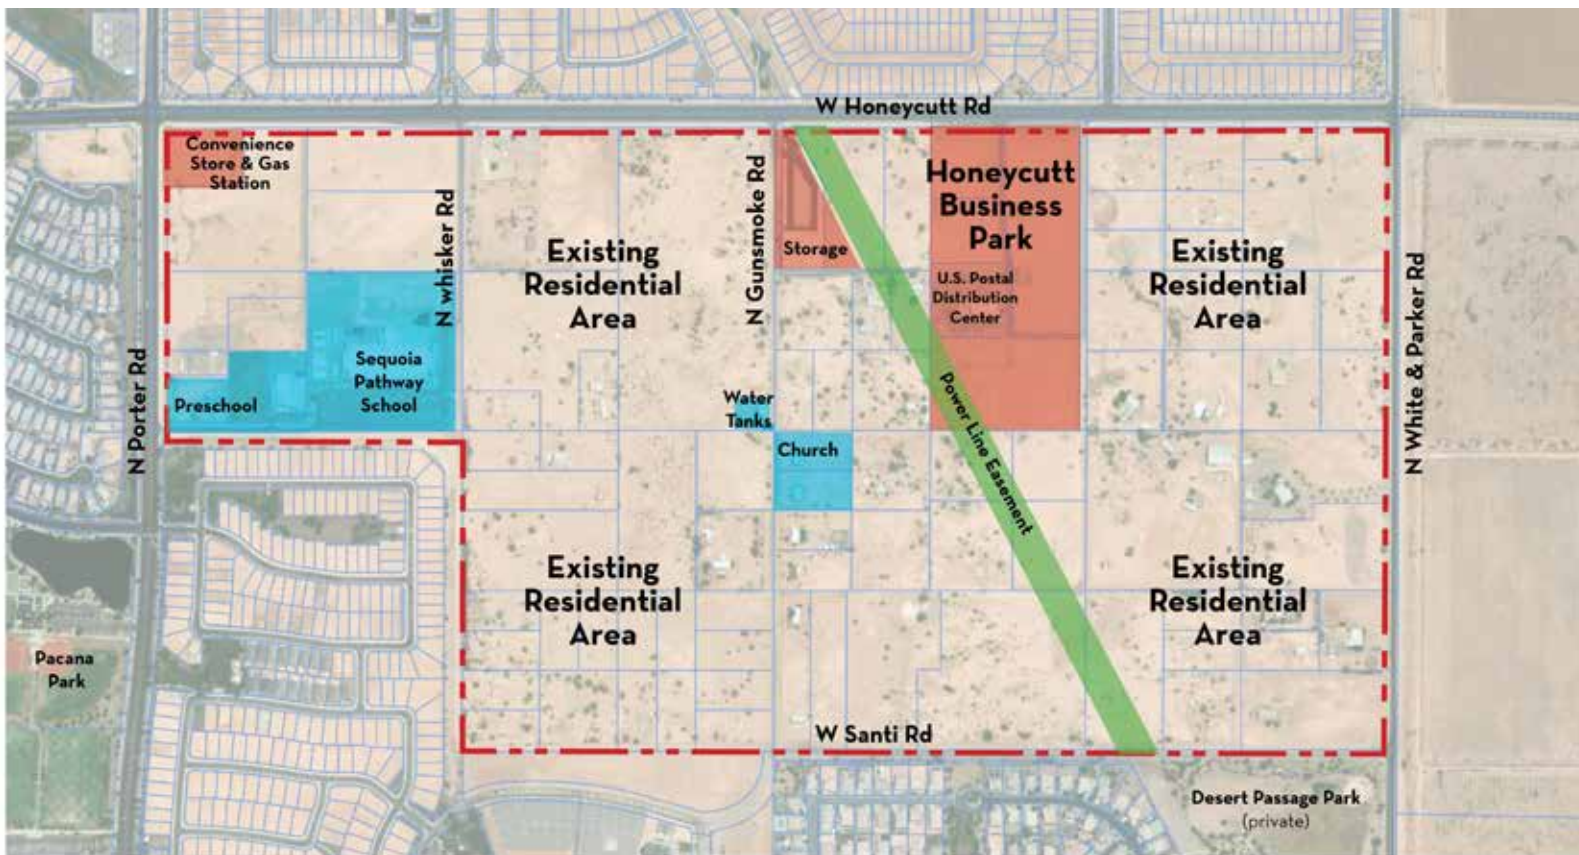 W Honeycutt Rd
Convenience
Store & Gas
Station
N whisker Rd
N Gunsmoke Rd
Storage
Honeycutt
Business
Park
U.S. Postal
Distribution
Center
Existing
Residential
Area
Existing
Residential
Area
N Porter Rd
Preschool
Sequoia
Pathway
School
Water
Tanks
Church
Power Line Easement
N White & Parker Rd
Existing
Residential
Area
Existing
Residential
Area
Pacana
Park
W Santi Rd
Desert Passage Park
(private)